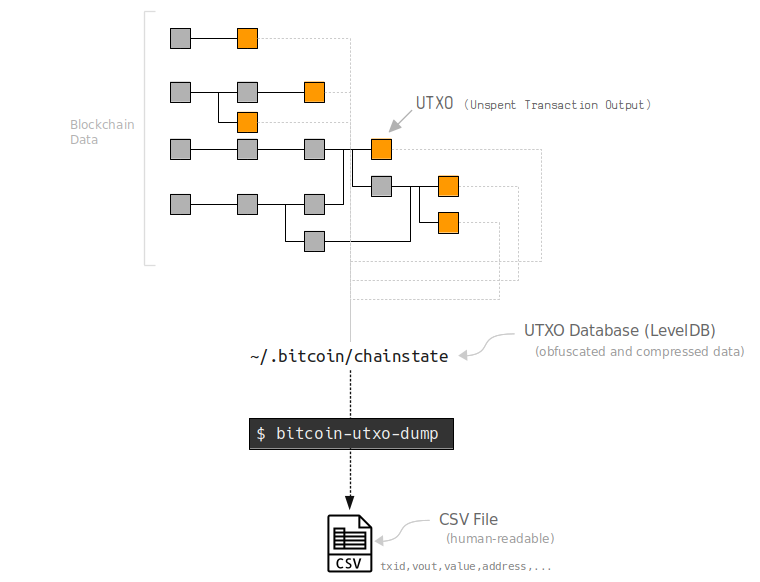 Blockchain
Data
UTXO (Unspent Transaction Output)
UTXO Database (LevelDB)
(obfuscated and compressed data)
~/.bitcoin/chainstate
$ bitcoin-utxo-dump
CSV File
(human-readable)
CSV
txid,vout,value,address,...